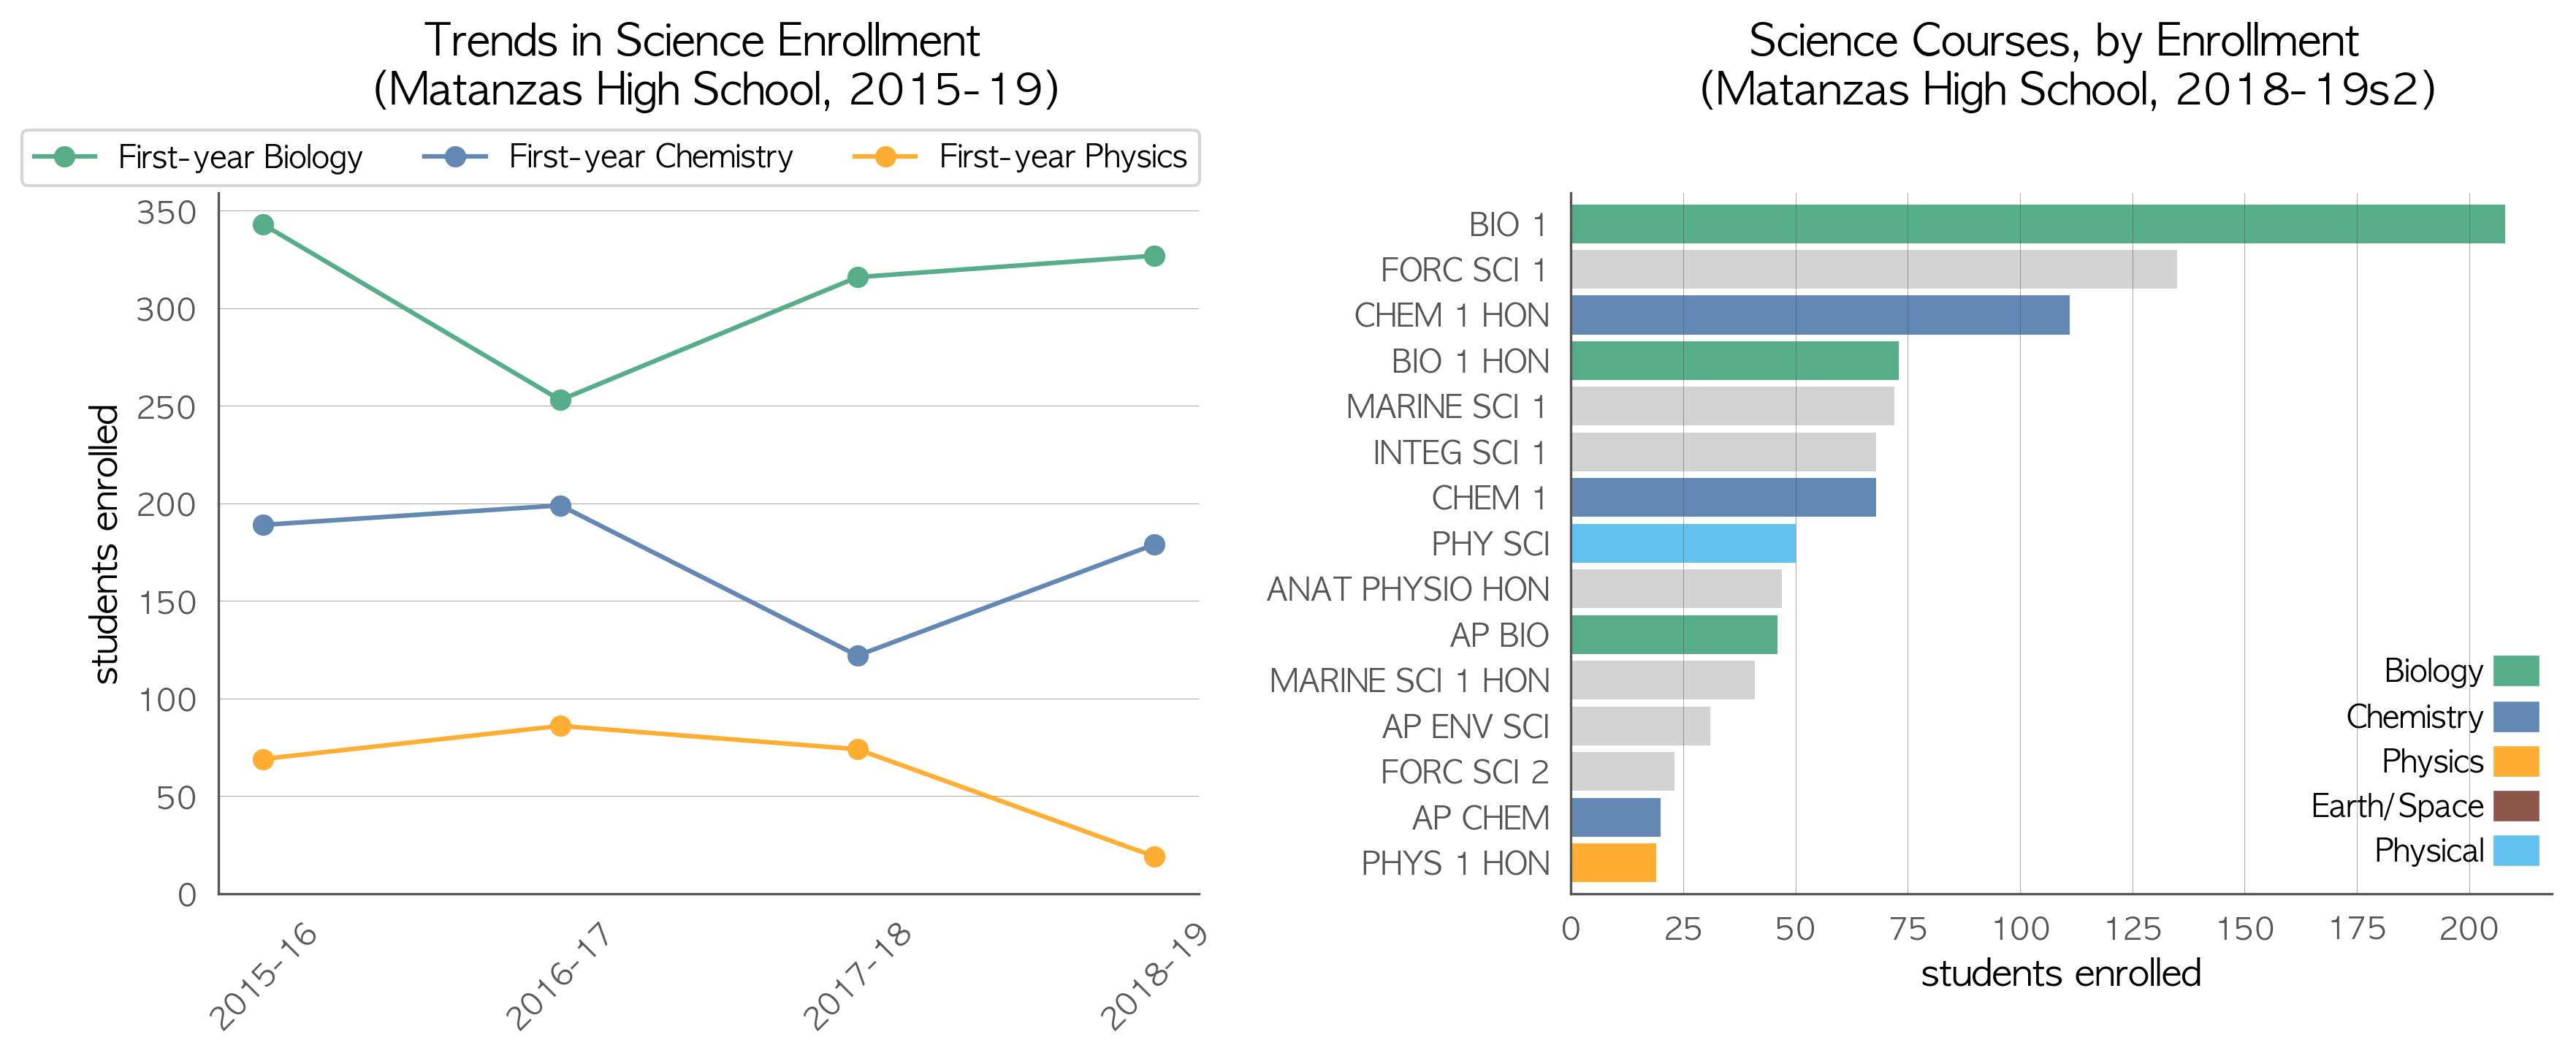 Trends in Science Enrollment
(Matanzas High School, 2015-19)
First-year Biology
First-year Chemistry
First-year Physics
350
300
250
200
150
100
50
0
students enrolled
2015-16
2016-17
2017-18
2018-19
Science Courses, by Enrollment
(Matanzas High School, 2018-19s2)
BIO 1
FORC SCI 1
CHEM 1 HON
BIO 1 HON
MARINE SCI 1
INTEG SCI 1
CHEM 1
PHY SCI
ANAT PHYSIO HON
AP BIO
MARINE SCI 1 HON
AP ENV SCI
FORC SCI 2
AP CHEM
PHYS 1 HON
Biology
Chemistry
Physics
Earth/Space
Physical
0
25
50
75
100
125
150
175
200
students enrolled